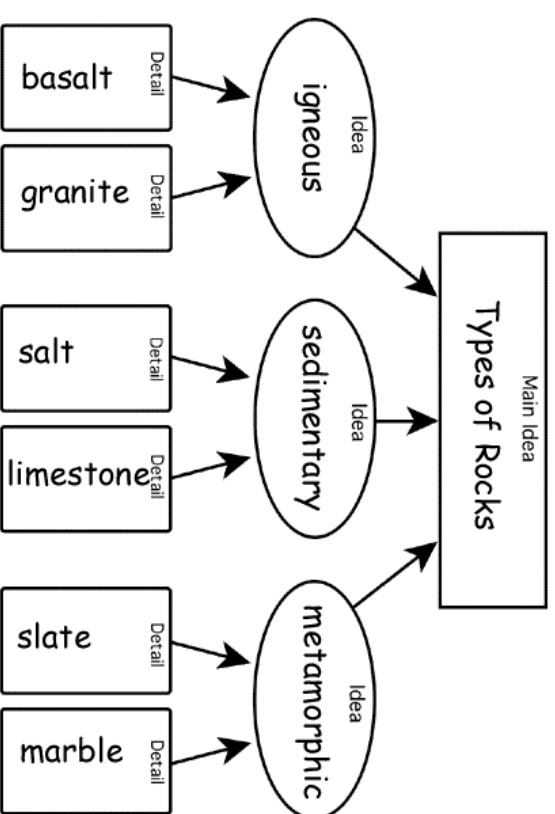 Main Idea
Types of Rocks
Idea
igneous
Detail
basalt
Detail
granite
Idea
sedimentary
Detail
salt
Detail
limestone
Idea
metamorphic
Detail
slate
Detail
marble